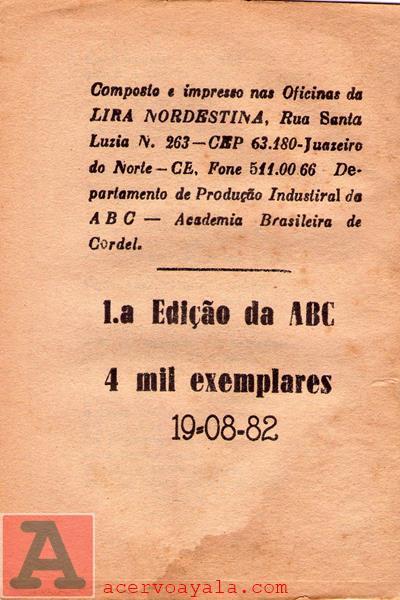 Composto e impresso nas Oficinas da
LIRA NORDESTINA, Rua Santa
Luzia N. 263—CEP 63.180-Juazeiro
do Norte—CE, Fone 511.00 66 De-
partamento de Produção Industiral da
A B C — Academia Brasileira de
Cordel.
1.a Edição da ABC
4 mil exemplares
19-08-82
A
acervoayala.com